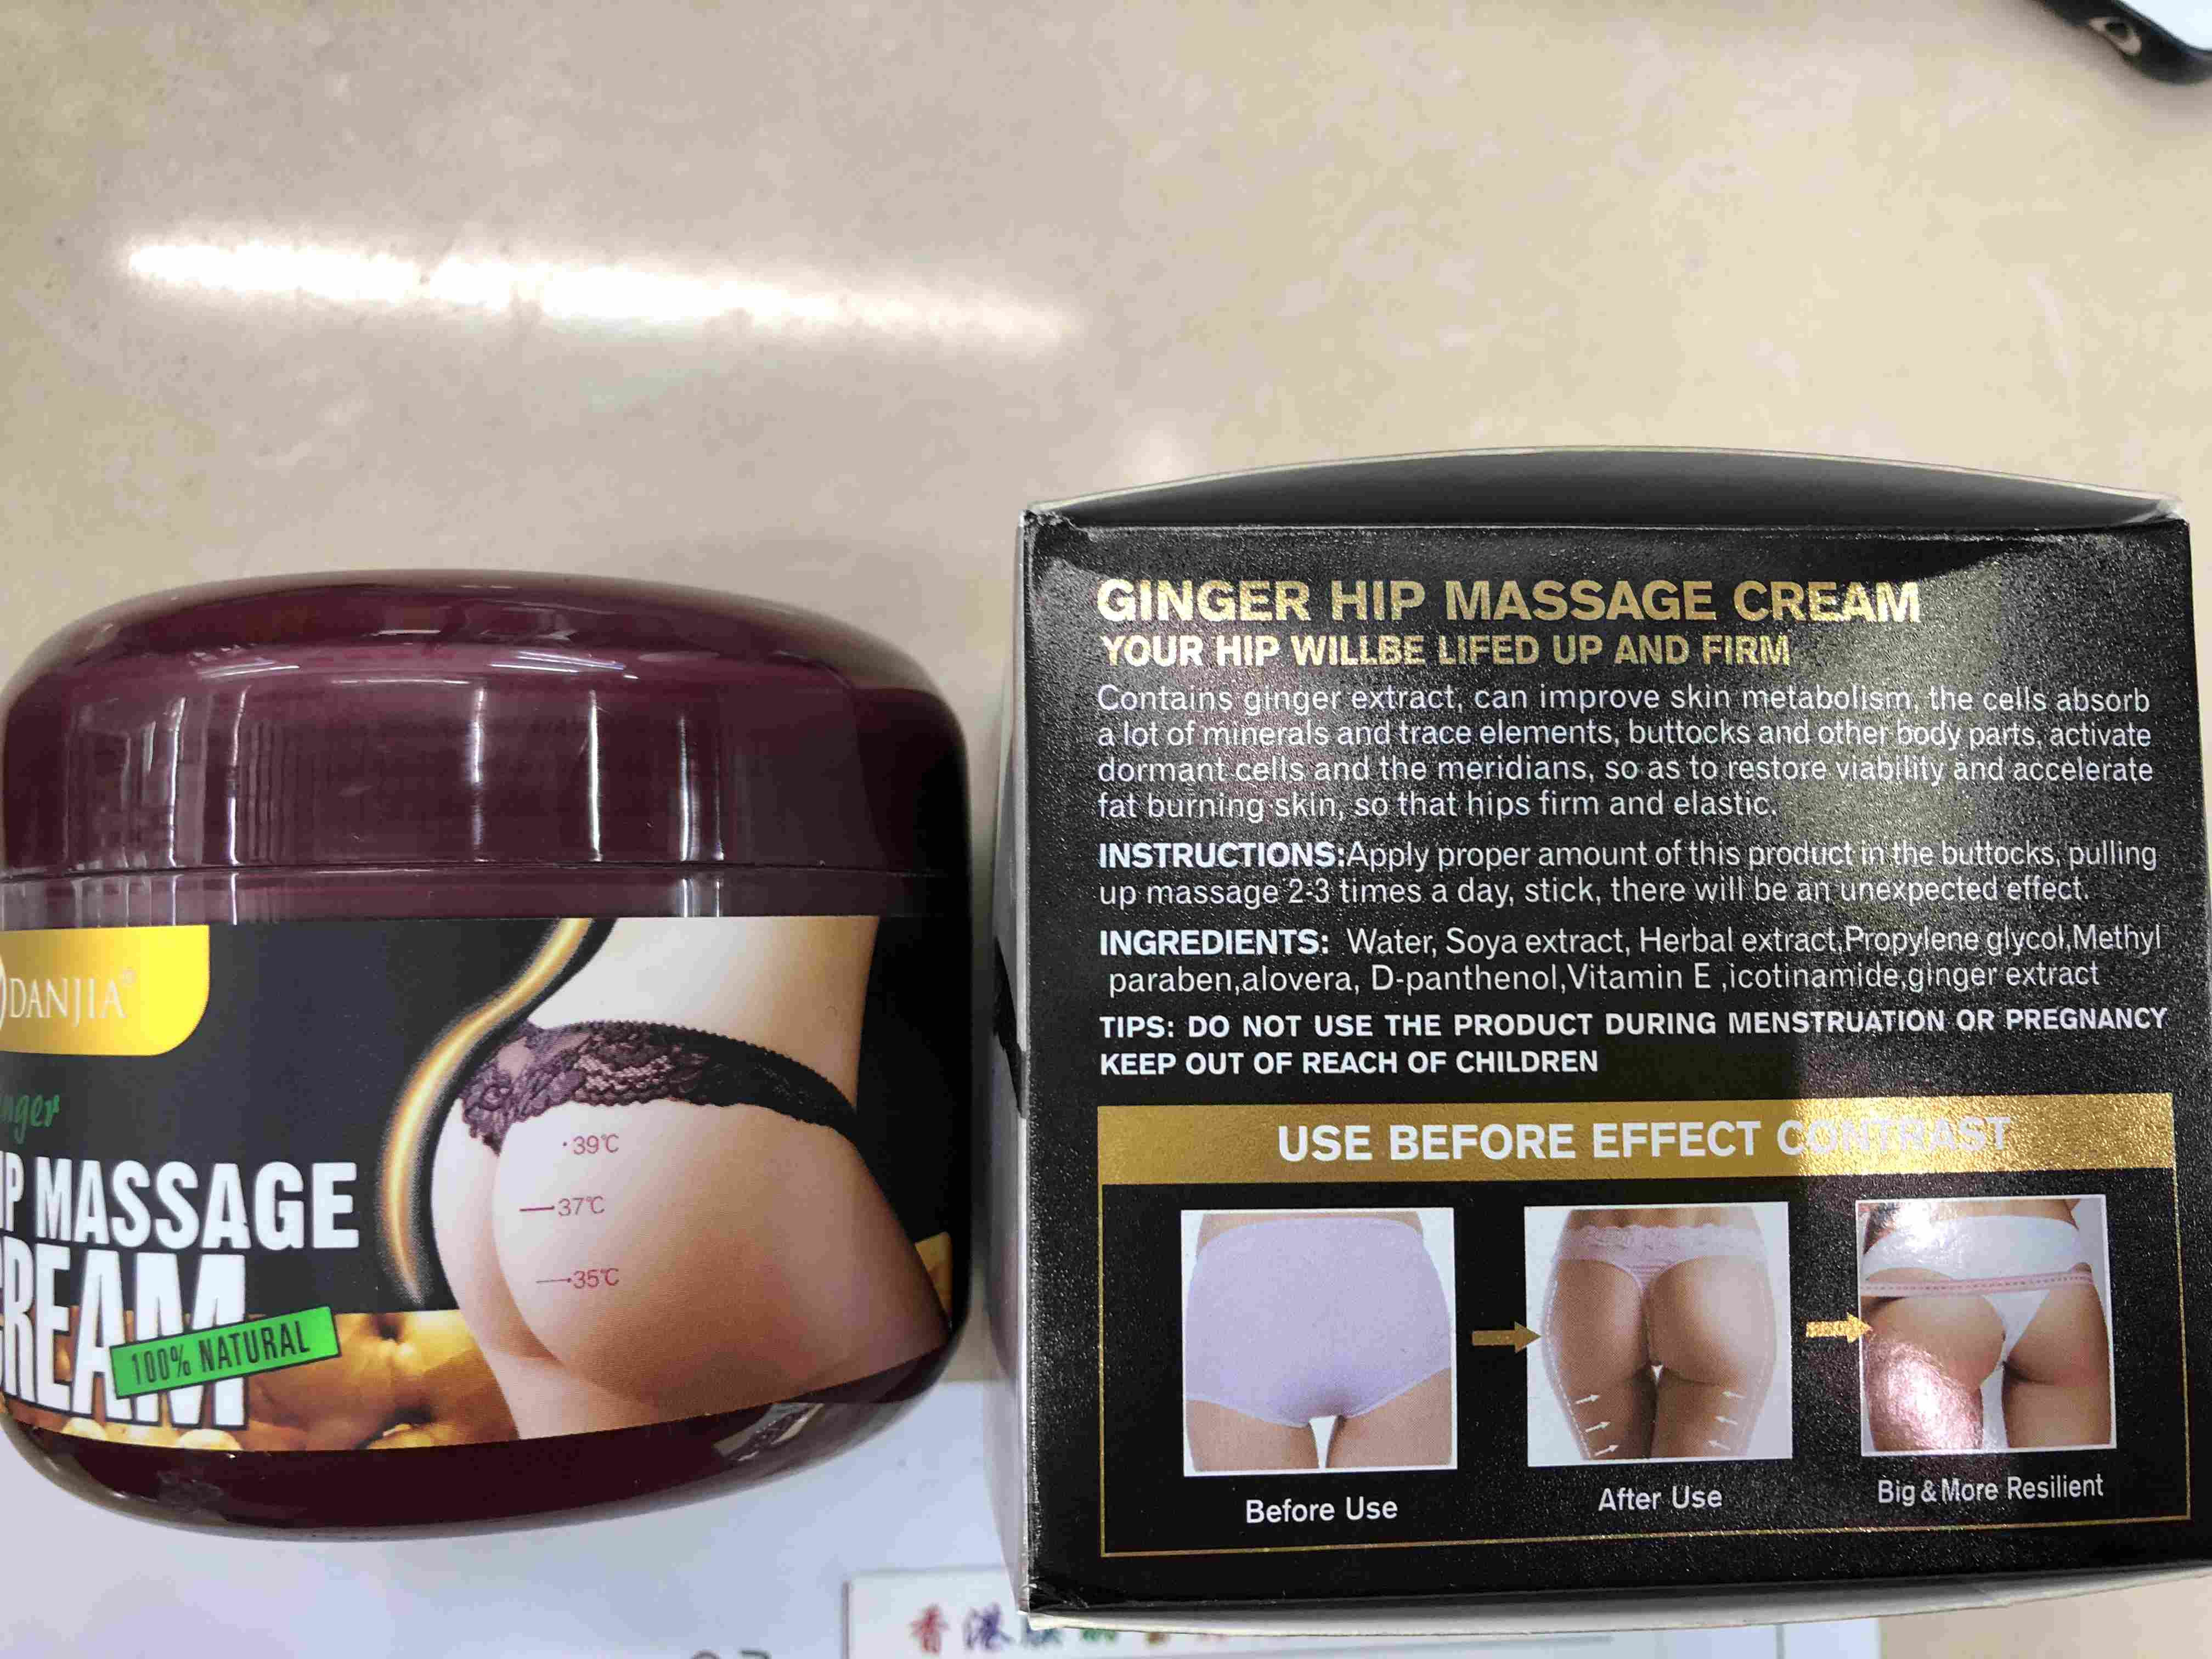 DANJIA®
nger
IP MASSAGE
CREAM
100% NATURAL
·39℃
37℃
35℃
GINGER HIP MASSAGE CREAM
YOUR HIP WILLBE LIFED UP AND FIRM
Contains ginger extract, can improve skin metabolism, the cells absorb
a lot of minerals and trace elements, buttocks and other body parts, activate
dormant cells and the meridians, so as to restore viability and accelerate
fat burning skin, so that hips firm and elastic.
INSTRUCTIONS:Apply proper amount of this product in the buttocks, pulling
up massage 2-3 times a day, stick, there will be an unexpected effect.
INGREDIENTS: Water, Soya extract, Herbal extract,Propylene glycol,Methyl
paraben,alovera, D-panthenol,Vitamin E ,icotinamide,ginger extract
TIPS: DO NOT USE THE PRODUCT DURING MENSTRUATION OR PREGNANCY
KEEP OUT OF REACH OF CHILDREN
USE BEFORE EFFECT CONTRAST
Before Use
After Use
Big & More Resilient
香港